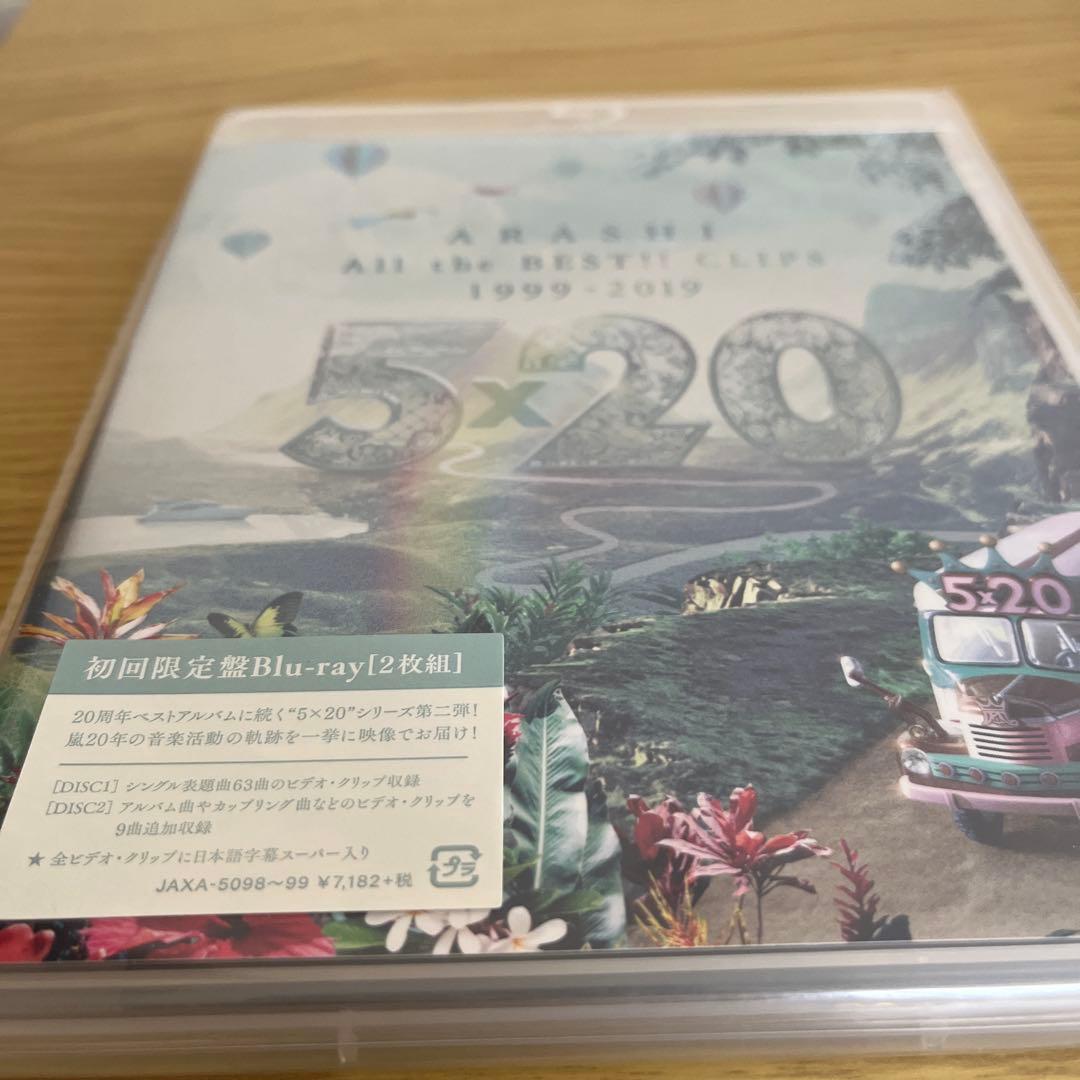 ARASHI
All the BEST!! CLIPS
1999-2019
5×20
5×20
初回限定盤Blu-ray[2枚組]
20周年ベストアルバムに続く“5×20”シリーズ第二弾!
嵐20年の音楽活動の軌跡を一挙に映像でお届け!
[DISC1] シングル表題曲63曲のビデオ・クリップ収録
[DISC2] アルバム曲やカップリング曲などのビデオ・クリップを
9曲追加収録
★ 全ビデオ・クリップに日本語字幕スーパー入り
JAXA-5098〜99 ¥7,182+税
プラ